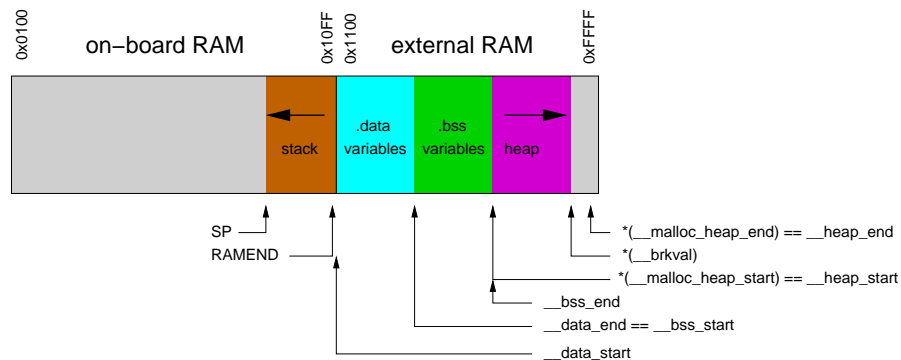 0x0100
on−board RAM
0x10FF
0x1100
external RAM
0xFFFF
stack
.data
variables
.bss
variables
heap
SP
RAMEND
*(__malloc_heap_end) == __heap_end
*(__brkval)
*(__malloc_heap_start) == __heap_start
__bss_end
__data_end == __bss_start
__data_start